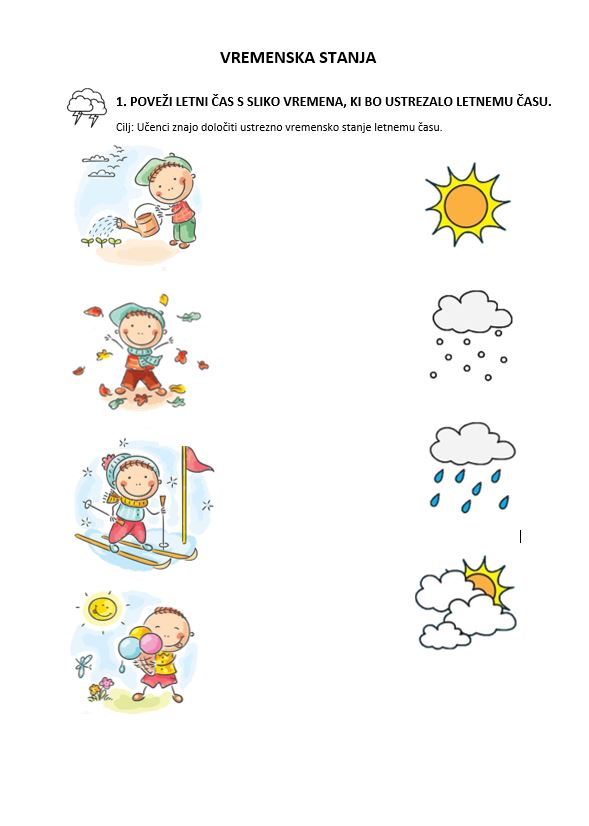 VREMENSKA STANJA
1. POVEŽI LETNI ČAS S SLIKO VREMENA, KI BO USTREZALO LETNEMU ČASU.
Cilj: Učenci znajo določiti ustrezno vremensko stanje letnemu času.